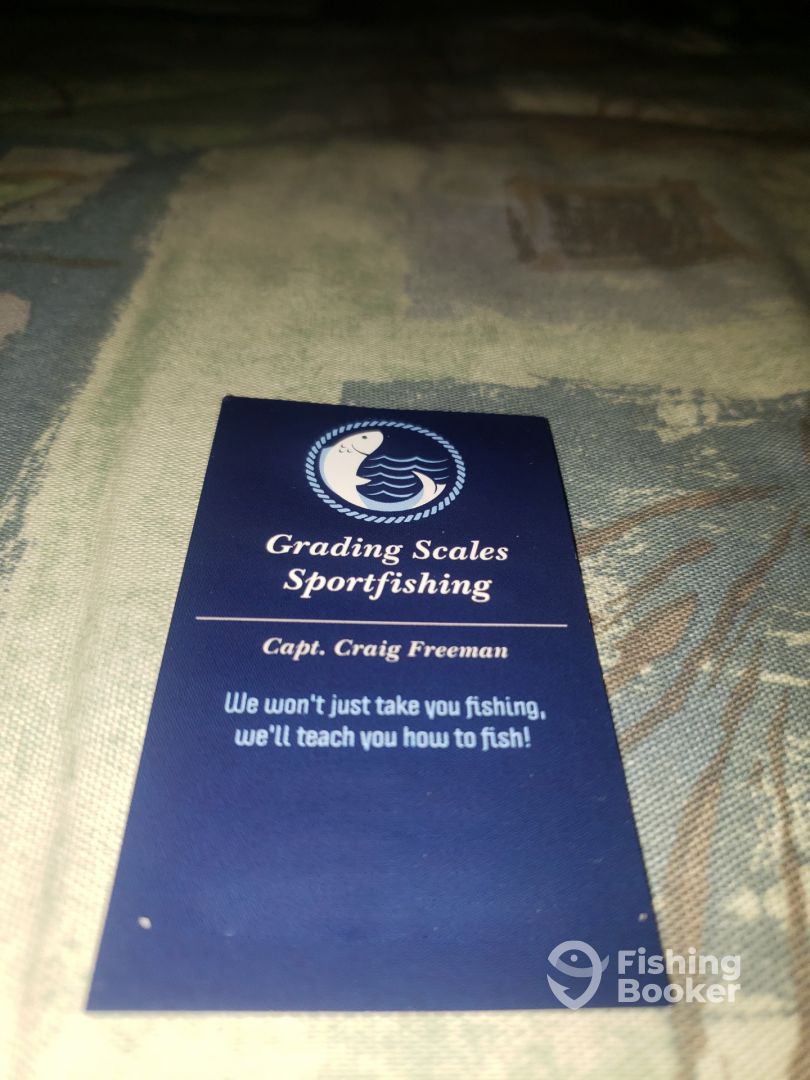 Grading Scales
Sportfishing
Capt. Craig Freeman
We won't just take you fishing,
we'll teach you how to fish!
Fishing
Booker